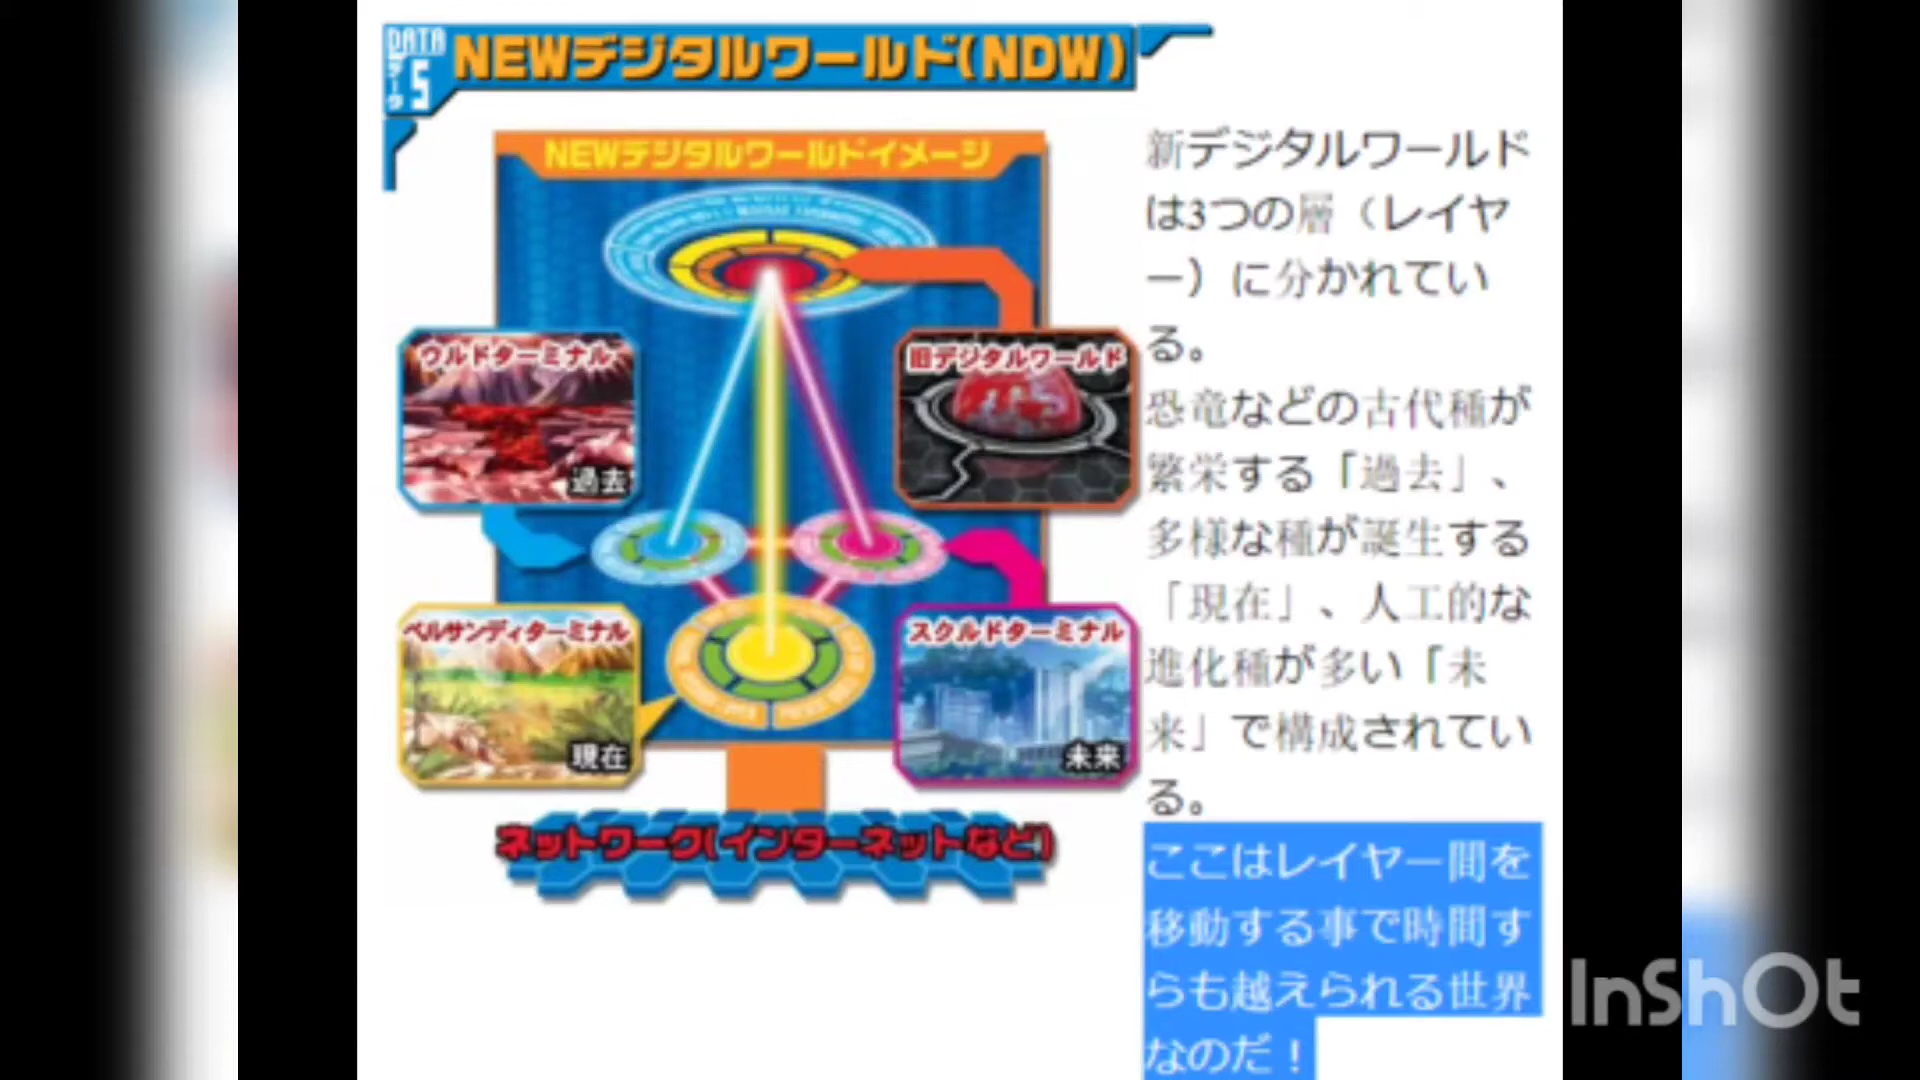 DATA
データ
5
NEWデジタルワールド(NDW)
NEWデジタルワールドイメージ
ウルドターミナル
過去
旧デジタルワールド
ベルサンディターミナル
現在
スクルドターミナル
未来
ネットワーク(インターネットなど)
新デジタルワールド
は3つの層（レイヤ
ー）に分かれてい
る。
恐竜などの古代種が
繁栄する「過去」、
多様な種が誕生する
「現在」、人工的な
進化種が多い「未
来」で構成されてい
る。
ここはレイヤー間を
移動する事で時間す
らも越えられる世界
なのだ！
InShOt